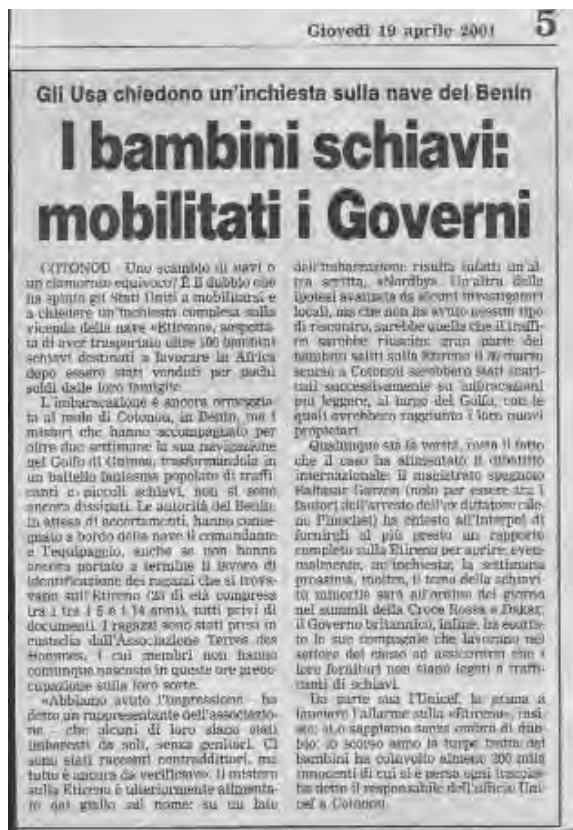 Giovedì 19 aprile 2001 5
Gli Usa chiedono un'inchiesta sulla nave del Benin
I bambini schiavi:
mobilitati i Governi
COTONOU - Uno scambio di navi o
un clamoroso equivoco? È il dubbio che
ha spinto gli Stati Uniti a mobilitarsi e
a chiedere un'inchiesta complessa sulla
vicenda della nave «Etireno», sospetta-
ta di aver trasportato oltre 100 bambini
schiavi destinati a lavorare in Africa
dopo essere stati venduti per pochi
soldi dalle loro famiglie.
L'imbarcazione è ancora ormeggia-
ta al molo di Cotonou, in Benin, ma i
misteri che hanno accompagnato per
oltre due settimane la sua navigazione
nel Golfo di Guinea, trasformandola in
un battello fantasma popolato di traffi-
canti e piccoli schiavi, non si sono
ancora dissipati. Le autorità del Benin,
in attesa di accertamenti, hanno conse-
gnato a bordo della nave il comandante
e l'equipaggio, anche se non hanno
ancora portato a termine il lavoro di
identificazione dei ragazzi che si trova-
vano sull'Etireno (23 di età compresa
tra i tra i 5 e i 14 anni), tutti privi di
documenti. I ragazzi sono stati presi in
custodia dall'Associazione Terres des
Hommes, i cui membri non hanno
comunque nascosto in queste ore preoc-
cupazione sulla loro sorte.
«Abbiamo avuto l'impressione - ha
detto un rappresentante dell'associazio-
ne - che alcuni di loro siano stati
imbarcati da soli, senza genitori. Ci
sono stati racconti contraddittori, ma
tutto è ancora da verificare». Il mistero
sulla Etireno è ulteriormente alimenta-
to dal giallo sul nome: su un lato
dell'imbarcazione risulta infatti un'al-
tra scritta, «Nordby». Un'altra delle
ipotesi avanzata da alcuni investigatori
locali, ma che non ha avuto nessun tipo
di riscontro, sarebbe quella che il traffi-
co sarebbe riuscito: gran parte dei
bambini saliti sulla Etireno il 30 marzo
scorso a Cotonou sarebbero stati scari-
cati successivamente su imbarcazioni
più leggere, al largo del Golfo, con le
quali avrebbero raggiunto i loro nuovi
proprietari.
Qualunque sia la verità, resta il fatto
che il caso ha alimentato il dibattito
internazionale: il magistrato spagnolo
Baltasar Garzon (noto per essere tra i
fautori dell'arresto dell'ex dittatore cile-
no Pinochet) ha chiesto all'Interpol di
fornirgli al più presto un rapporto
completo sulla Etireno per aprire, even-
tualmente, un'inchiesta; la settimana
prossima, inoltre, il tema della schiavi-
tù minorile sarà all'ordine del giorno
nel summit della Croce Rossa a Dakar;
il Governo britannico, infine, ha esorta-
to le sue compagnie che lavorano nel
settore del cacao ad assicurarsi che i
loro fornitori non siano legati a traffi-
canti di schiavi.
Da parte sua l'Unicef, la prima a
lanciare l'allarme sulla «Etireno», insi-
ste: «Lo sappiamo senza ombra di dub-
bio: lo scorso anno la turpe tratta dei
bambini ha coinvolto almeno 200 mila
innocenti di cui si è persa ogni traccia»
ha detto il responsabile dell'ufficio Uni-
cef a Cotonou.